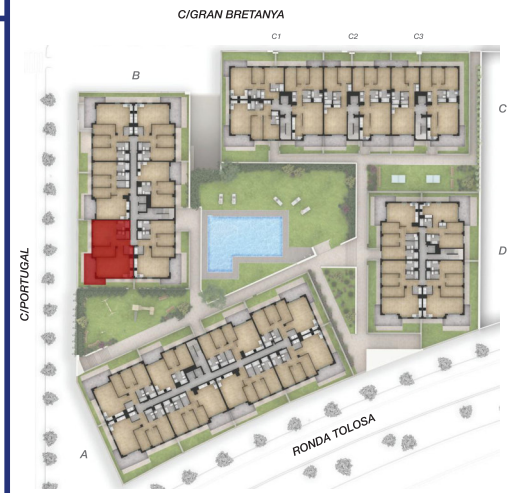 C/GRAN BRETANYA
C1
C2
C3
B
C
C/PORTUGAL
D
RONDA TOLOSA
A